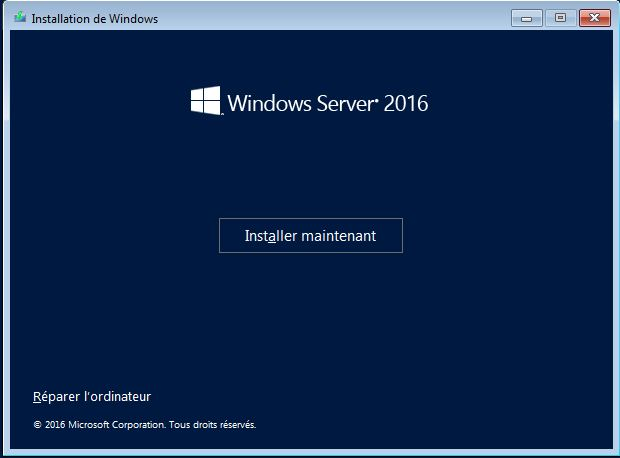 Installation de Windows
Windows Server® 2016
Installer maintenant
Réparer l'ordinateur
© 2016 Microsoft Corporation. Tous droits réservés.